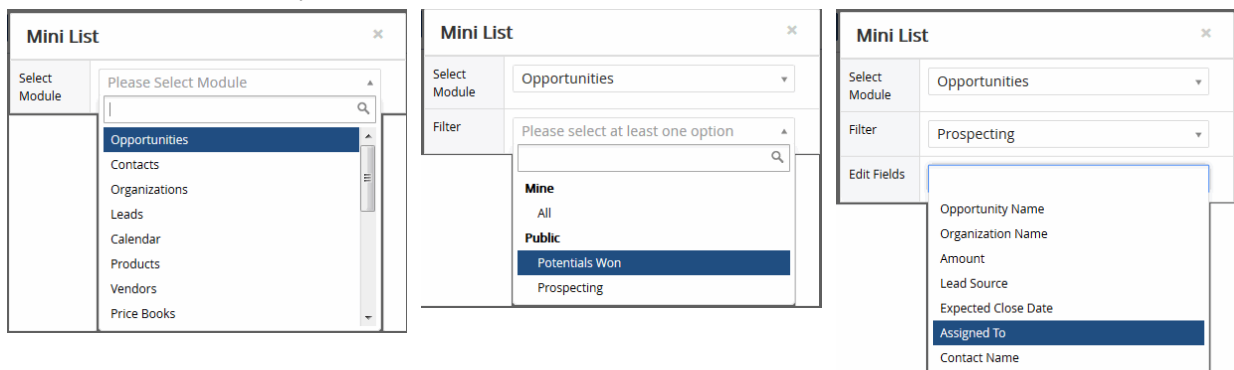 Mini List ×
Select Module
Please Select Module
Opportunities
Contacts
Organizations
Leads
Calendar
Products
Vendors
Price Books
Mini List ×
Select Module
Opportunities
Filter
Please select at least one option
Mine
All
Public
Potentials Won
Prospecting
Mini List ×
Select Module
Opportunities
Filter
Prospecting
Edit Fields
Opportunity Name
Organization Name
Amount
Lead Source
Expected Close Date
Assigned To
Contact Name